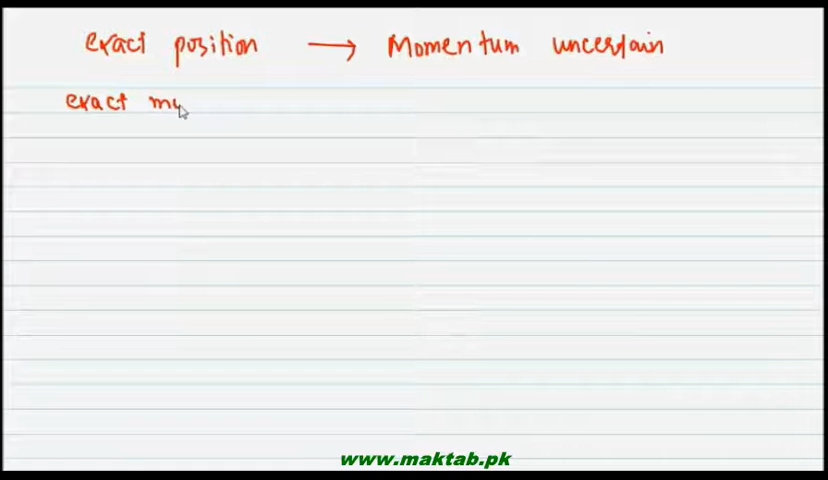 exact position → Momentum uncertain
exact m
www.maktab.pk